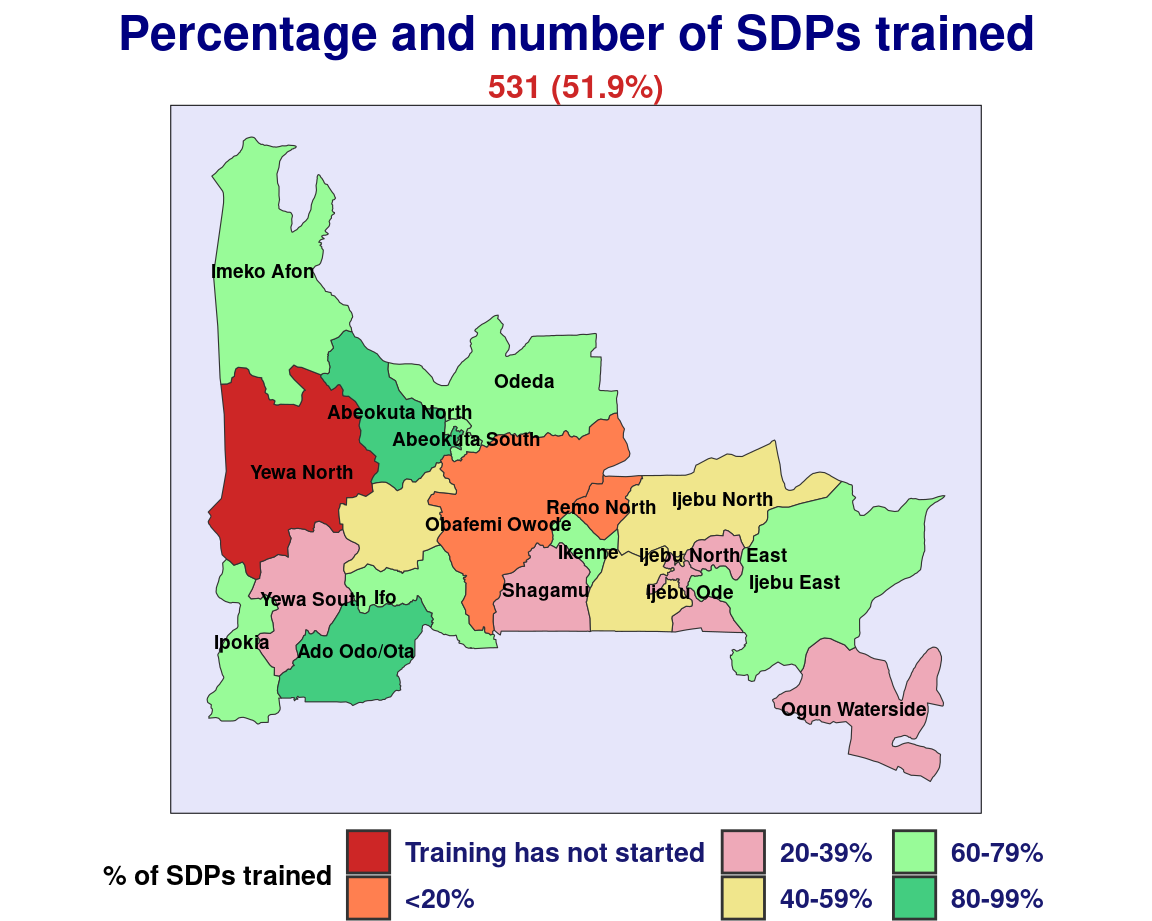 Percentage and number of SDPs trained
531 (51.9%)
Imeko Afon
Odeda
Abeokuta North
Abeokuta South
Yewa North
Ijebu North
Remo North
Obafemi Owode
Ikenne
Ijebu North East
Ijebu East
Shagamu
Ijebu Ode
Yewa South
Ifo
Ipokia
Ado Odo/Ota
Ogun Waterside
% of SDPs trained
Training has not started
<20%
20-39%
40-59%
60-79%
80-99%